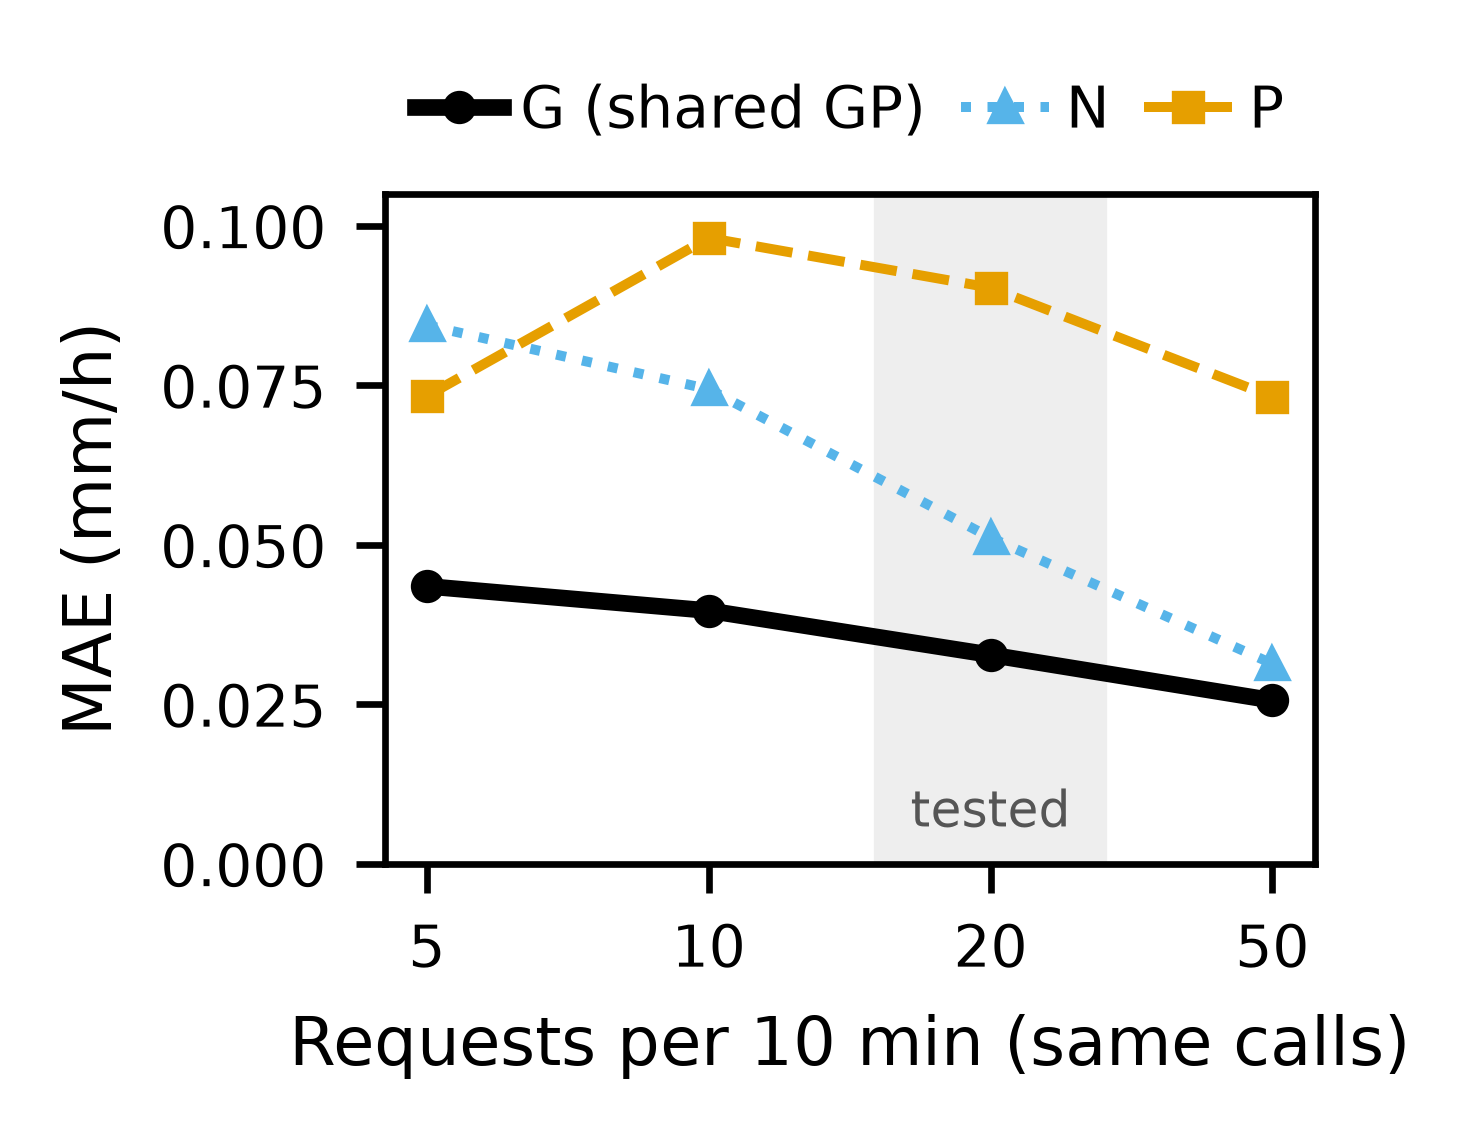 G (shared GP) N P
0.100
0.075
0.050
0.025
0.000
MAE (mm/h)
tested
5 10 20 50
Requests per 10 min (same calls)